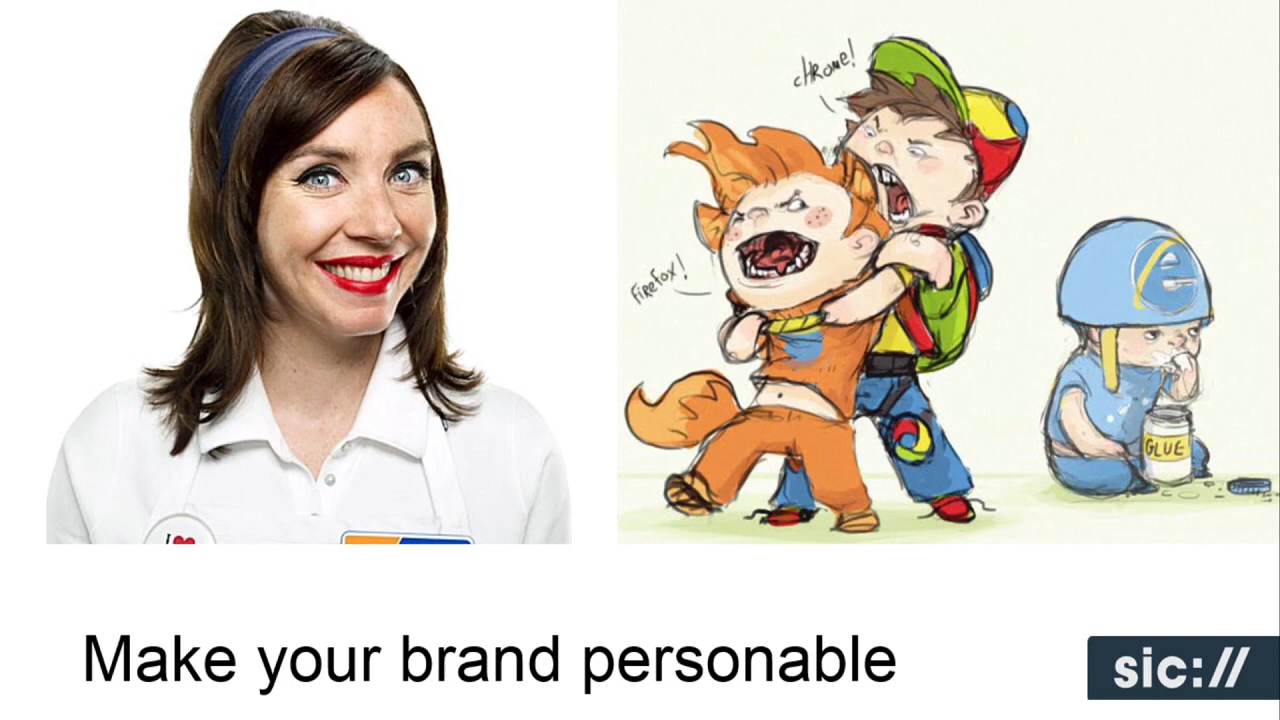 cHRoMe!
FiReFox!
GLUE
I
Make your brand personable
sic://